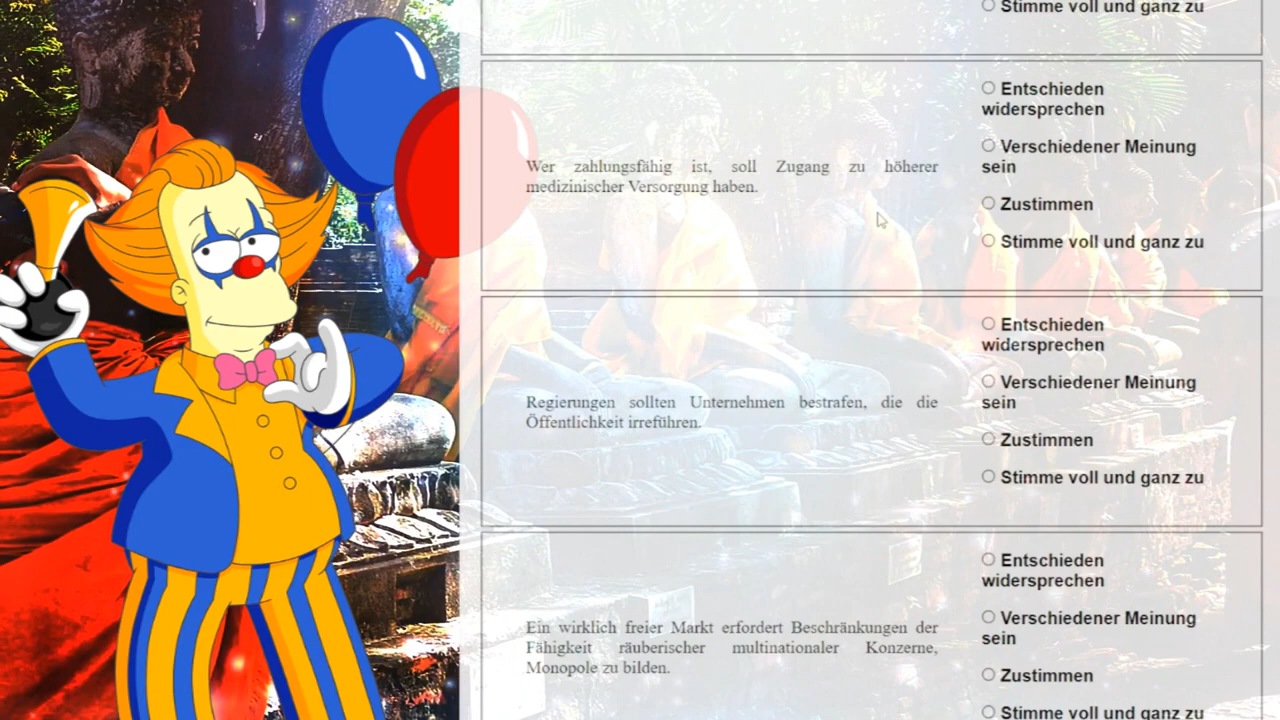 Stimme voll und ganz zu
Wer zahlungsfähig ist, soll Zugang zu höherer
medizinischer Versorgung haben.
Entschieden
widersprechen
Verschiedener Meinung
sein
Zustimmen
Stimme voll und ganz zu
Regierungen sollten Unternehmen bestrafen, die die
Öffentlichkeit irreführen.
Entschieden
widersprechen
Verschiedener Meinung
sein
Zustimmen
Stimme voll und ganz zu
Ein wirklich freier Markt erfordert Beschränkungen der
Fähigkeit räuberischer multinationaler Konzerne,
Monopole zu bilden.
Entschieden
widersprechen
Verschiedener Meinung
sein
Zustimmen
Stimme voll und ganz zu